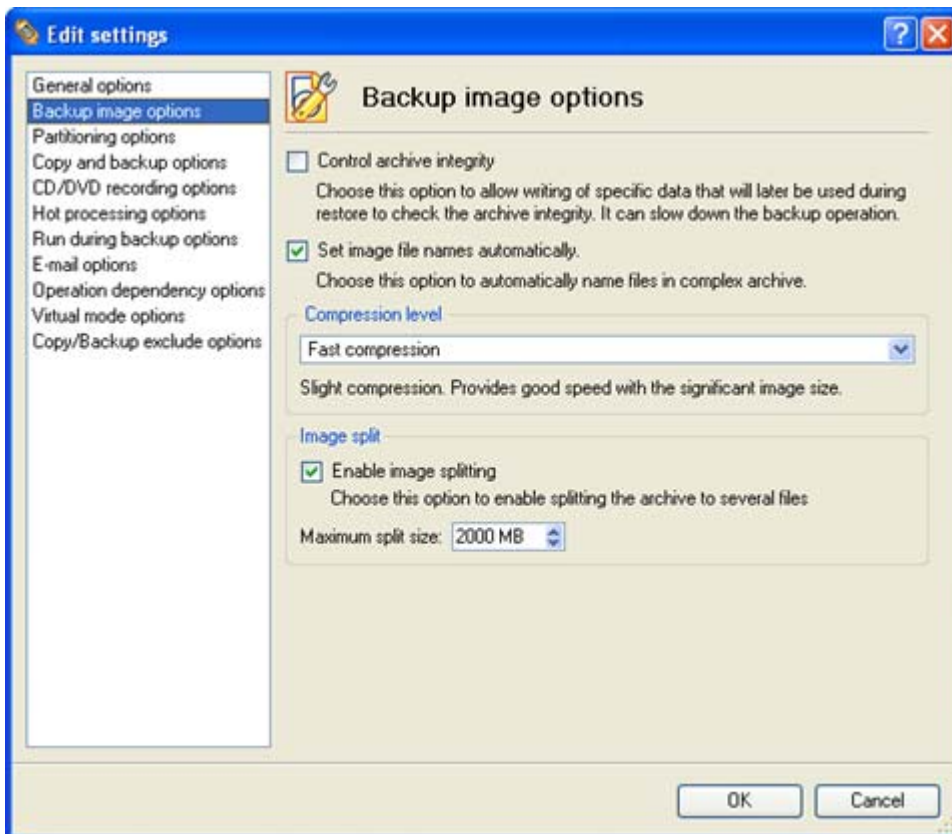 Edit settings
General options
Backup image options
Partitioning options
Copy and backup options
CD/DVD recording options
Hot processing options
Run during backup options
E-mail options
Operation dependency options
Virtual mode options
Copy/Backup exclude options
Backup image options
Control archive integrity
Choose this option to allow writing of specific data that will later be used during
restore to check the archive integrity. It can slow down the backup operation.
Set image file names automatically.
Choose this option to automatically name files in complex archive.
Compression level
Fast compression
Slight compression. Provides good speed with the significant image size.
Image split
Enable image splitting
Choose this option to enable splitting the archive to several files
Maximum split size: 2000 MB
OK
Cancel